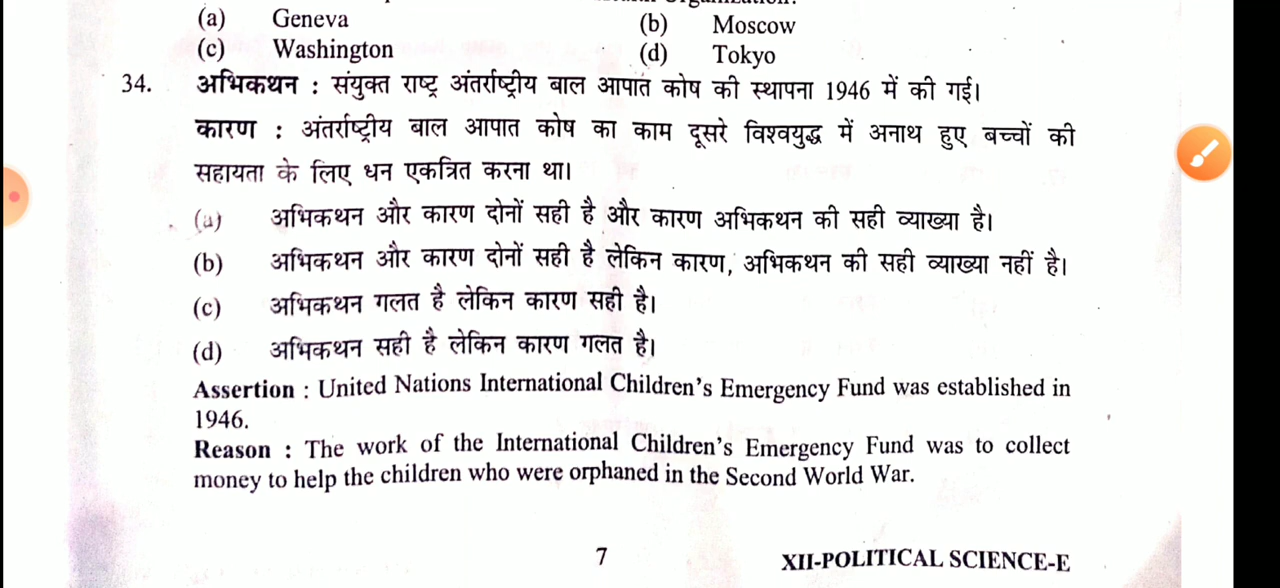 (a) Geneva (b) Moscow
(c) Washington (d) Tokyo
34. अभिकथन : संयुक्त राष्ट्र अंतर्राष्ट्रीय बाल आपात कोष की स्थापना 1946 में की गई।
कारण : अंतर्राष्ट्रीय बाल आपात कोष का काम दूसरे विश्वयुद्ध में अनाथ हुए बच्चों की
सहायता के लिए धन एकत्रित करना था।
(a) अभिकथन और कारण दोनों सही है और कारण अभिकथन की सही व्याख्या है।
(b) अभिकथन और कारण दोनों सही है लेकिन कारण, अभिकथन की सही व्याख्या नहीं है।
(c) अभिकथन गलत है लेकिन कारण सही है।
(d) अभिकथन सही है लेकिन कारण गलत है।
Assertion : United Nations International Children's Emergency Fund was established in
1946.
Reason : The work of the International Children's Emergency Fund was to collect
money to help the children who were orphaned in the Second World War.
7 XII-POLITICAL SCIENCE-E